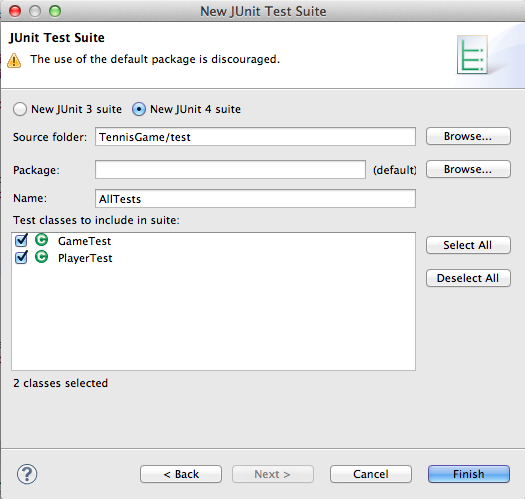 New JUnit Test Suite
JUnit Test Suite
The use of the default package is discouraged.
New JUnit 3 suite New JUnit 4 suite
Source folder: TennisGame/test Browse...
Package: (default) Browse...
Name: AllTests
Test classes to include in suite:
GameTest Select All
PlayerTest
Deselect All
2 classes selected
? < Back Next > Cancel Finish